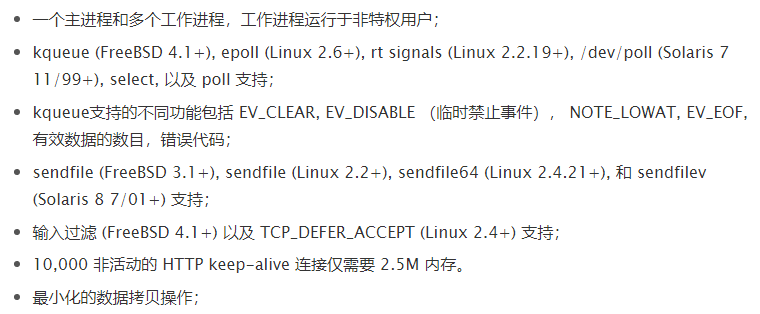 一个主进程和多个工作进程，工作进程运行于非特权用户；
kqueue (FreeBSD 4.1+), epoll (Linux 2.6+), rt signals (Linux 2.2.19+), /dev/poll (Solaris 7
11/99+), select, 以及 poll 支持；
kqueue支持的不同功能包括 EV_CLEAR, EV_DISABLE （临时禁止事件）， NOTE_LOWAT, EV_EOF,
有效数据的数目，错误代码；
sendfile (FreeBSD 3.1+), sendfile (Linux 2.2+), sendfile64 (Linux 2.4.21+), 和 sendfilev
(Solaris 8 7/01+) 支持；
输入过滤 (FreeBSD 4.1+) 以及 TCP_DEFER_ACCEPT (Linux 2.4+) 支持；
10,000 非活动的 HTTP keep-alive 连接仅需要 2.5M 内存。
最小化的数据拷贝操作；